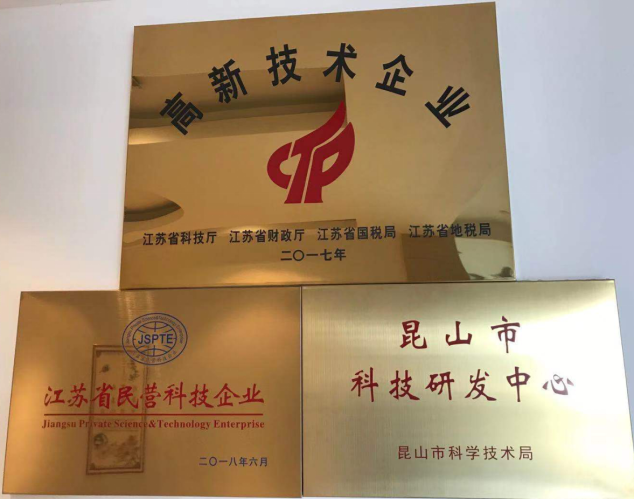 高新技术企业
江苏省科技厅 江苏省财政厅 江苏省国税局 江苏省地税局
二〇一七年
JSPTE
江苏省民营科技企业
Jiangsu Private Science & Technology Enterprise
二〇一八年六月
昆山市
科技研发中心
昆山市科学技术局